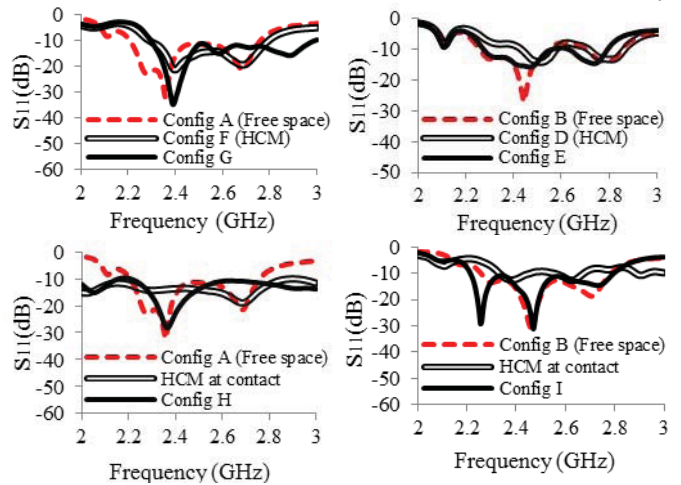 0
-10
-20
-30
-40
-50
-60
S11(dB)
Config A (Free space)
Config F (HCM)
Config G
2 2.2 2.4 2.6 2.8 3
Frequency (GHz)
0
-10
-20
-30
-40
-50
S11(dB)
Config B (Free space)
Config D (HCM)
Config E
2 2.2 2.4 2.6 2.8 3
Frequency (GHz)
0
-10
-20
-30
-40
-50
-60
S11(dB)
Config A (Free space)
HCM at contact
Config H
2 2.2 2.4 2.6 2.8 3
Frequency (GHz)
0
-10
-20
-30
-40
-50
-60
S11(dB)
Config B (Free space)
HCM at contact
Config I
2 2.2 2.4 2.6 2.8 3
Frequency (GHz)